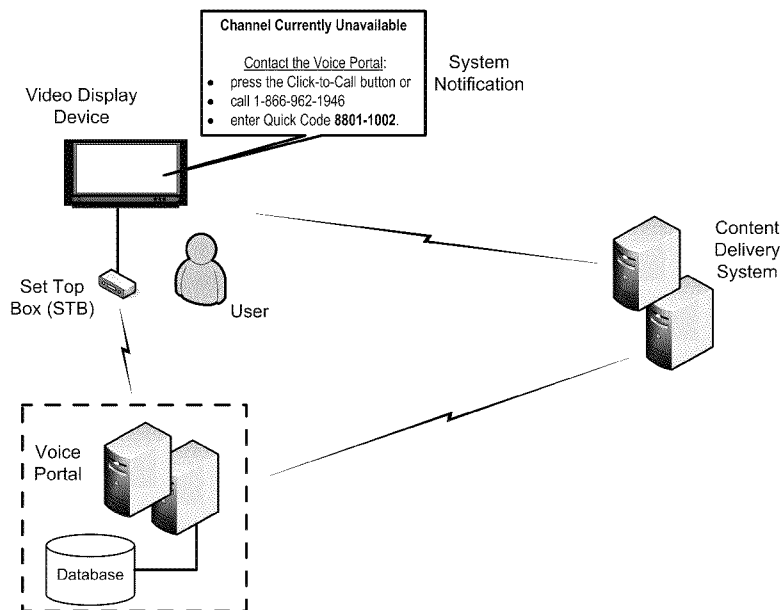 Channel Currently Unavailable
Contact the Voice Portal:
• press the Click-to-Call button or
• call 1-866-962-1946
• enter Quick Code 8801-1002.
System
Notification
Video Display
Device
Content
Delivery
System
Set Top
Box (STB)
User
Voice
Portal
Database